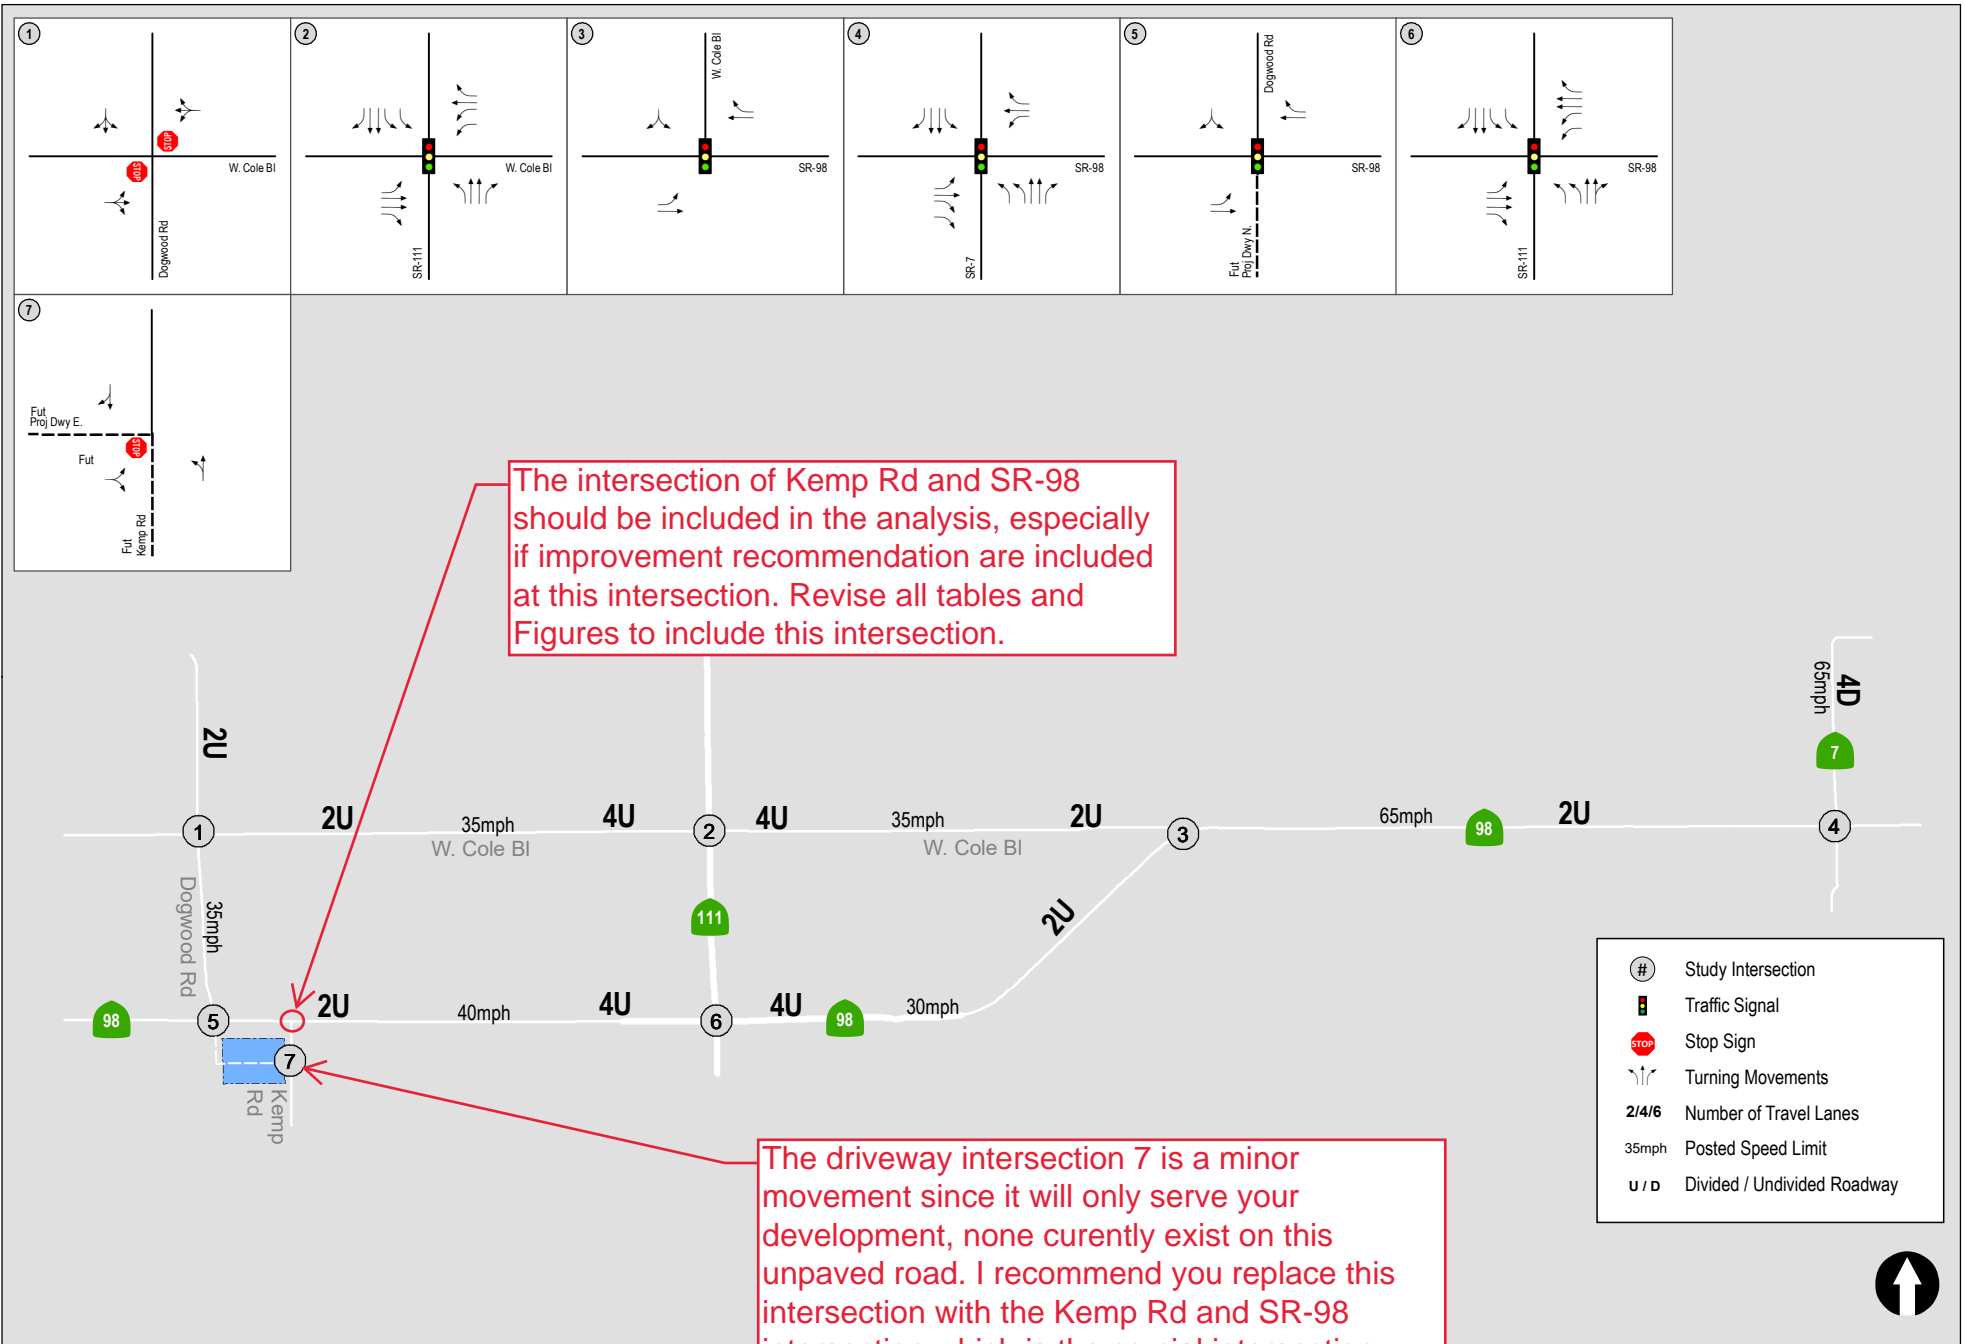 1
W. Cole Bl
Dogwood Rd
STOP
STOP
2
W. Cole Bl
SR-111
3
W. Cole Bl
SR-98
4
SR-98
SR-7
5
Dogwood Rd
SR-98
Fut
Proj Dwy N.
6
SR-98
SR-111
7
Fut
Proj Dwy E.
STOP
Fut
Fut
Kemp Rd
The intersection of Kemp Rd and SR-98
should be included in the analysis, especially
if improvement recommendation are included
at this intersection. Revise all tables and
Figures to include this intersection.
2U
4D
65mph
7
1
2U
35mph
W. Cole Bl
4U
2
4U
35mph
W. Cole Bl
2U
3
65mph
98
2U
4
Dogwood Rd
35mph
111
2U
98
5
2U
40mph
4U
6
4U
98
30mph
7
Kemp
Rd
The driveway intersection 7 is a minor
movement since it will only serve your
development, none curently exist on this
unpaved road. I recommend you replace this
intersection with the Kemp Rd and SR-98
# Study Intersection
Traffic Signal
STOP Stop Sign
Turning Movements
2/4/6 Number of Travel Lanes
35mph Posted Speed Limit
U / D Divided / Undivided Roadway